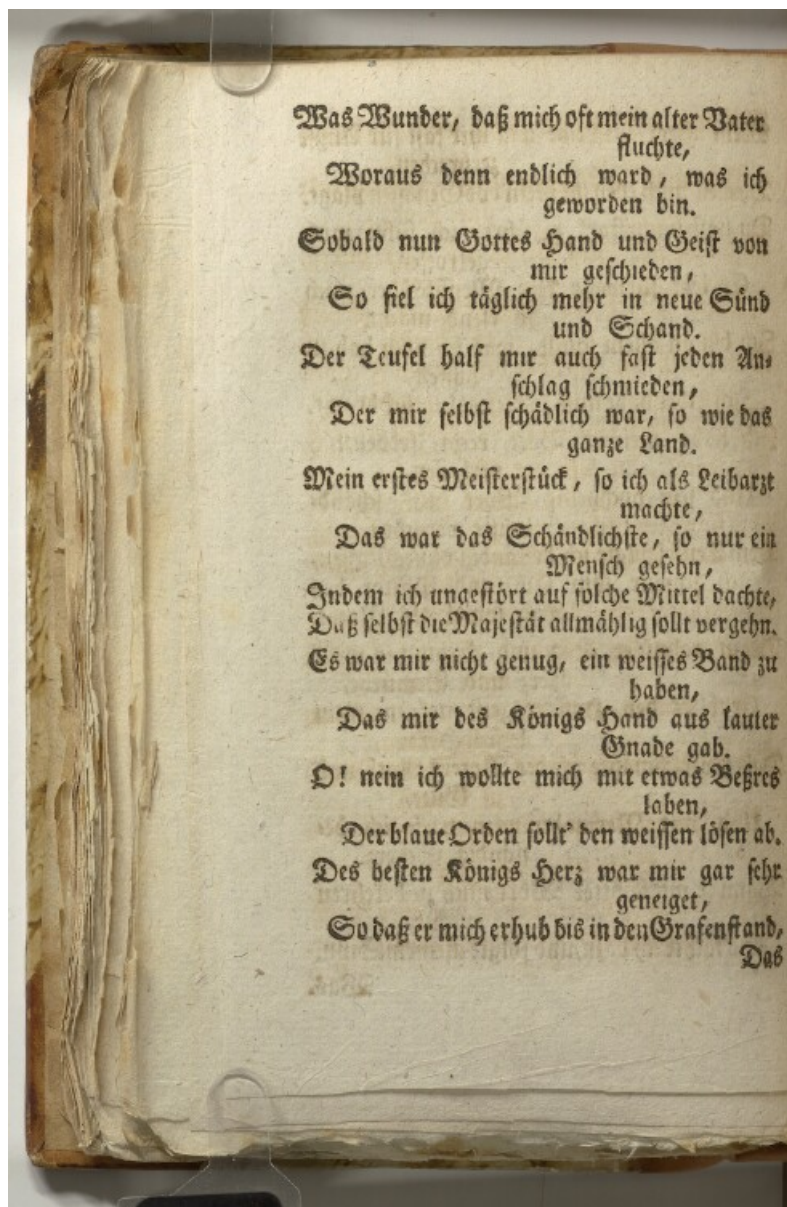 Was Wunder, daß mich oft mein alter Vater
fluchte,
Woraus denn endlich ward, was ich
geworden bin.
Sobald nun Gottes Hand und Geist von
mir geschieden,
So fiel ich täglich mehr in neue Sünd
und Schand.
Der Teufel half mir auch fast jeden An-
schlag schmieden,
Der mir selbst schädlich war, so wie das
ganze Land.
Mein erstes Meisterstück, so ich als Leibarzt
machte,
Das war das Schändlichste, so nur ein
Mensch gesehn,
Indem ich ungestört auf solche Mittel dachte,
Daß selbst die Majestät allmählig sollt vergehn.
Es war mir nicht genug, ein weisses Band zu
haben,
Das mir des Königs Hand aus lauter
Gnade gab.
O! nein ich wollte mich mit etwas Beßres
laben,
Der blaue Orden sollt' den weissen lösen ab.
Des besten Königs Herz war mir gar sehr
geneiget,
So daß er mich erhub bis in den Grafenstand,
Das